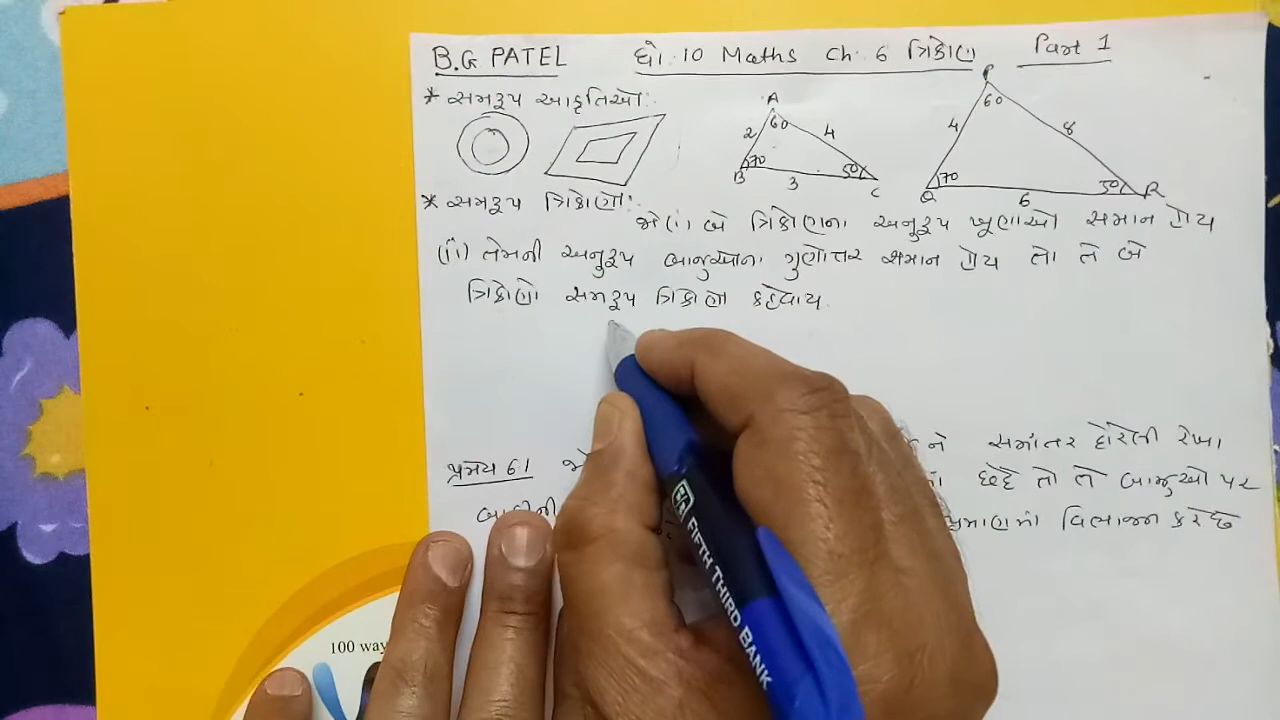 B.G PATEL ધો. 10 Maths Ch 6 ત્રિકોણ Part 1
* સમરૂપ આકૃતિઓ:
A 60 2 4 70 50 B 3 C
P 60 4 8 70 50 Q 6 R
* સમરૂપ ત્રિકોણો:
જો (i) બે ત્રિકોણના અનુરૂપ ખૂણાઓ સમાન હોય
(ii) તેમની અનુરૂપ બાજુઓના ગુણોત્તર સમાન હોય તો તે બે
ત્રિકોણો સમરૂપ ત્રિકોણો કહેવાય.
પ્રમેય 6.1 ને સમાંતર દોરેલી રેખા
છેદે તો તે બાજુઓ પર
વિભાજન કરે છે
FIFTH THIRD BANK
100 way